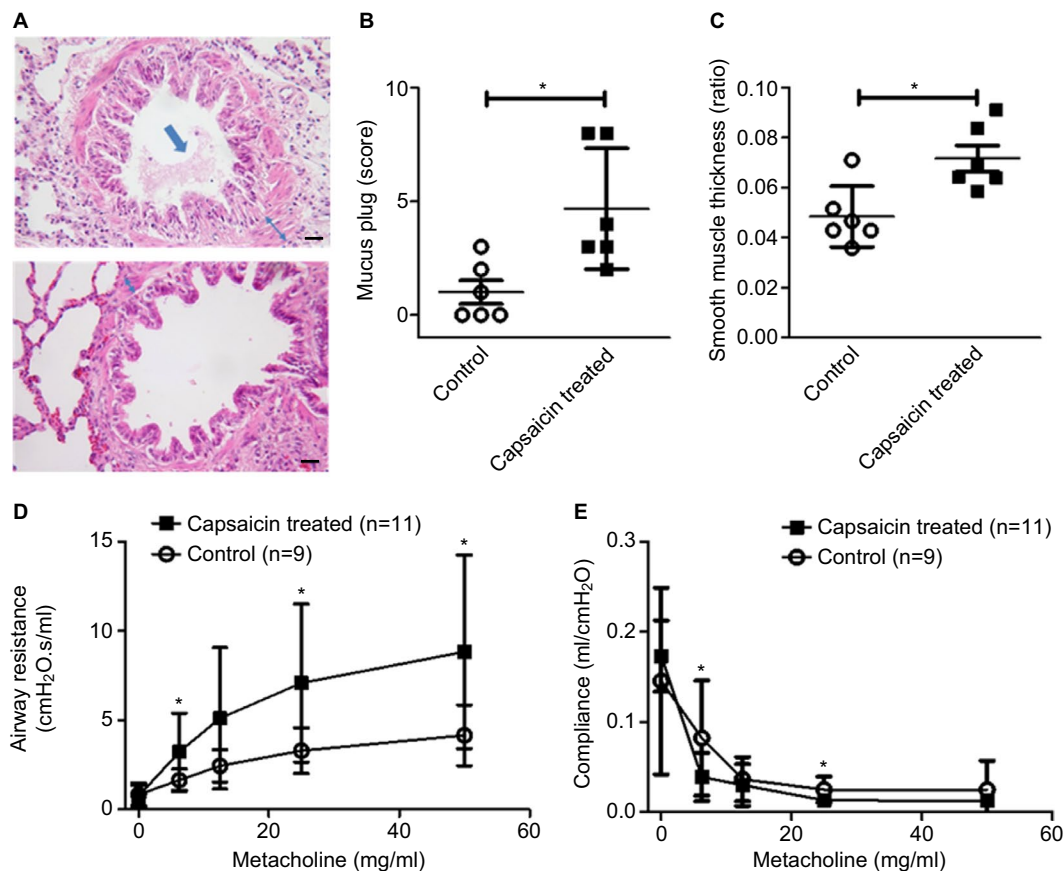 A
B
Mucus plug (score)
10
5
0
*
Control
Capsaicin treated
C
Smooth muscle thickness (ratio)
0.10
0.08
0.06
0.04
0.02
0.00
*
Control
Capsaicin treated
D
Capsaicin treated (n=11)
Control (n=9)
Airway resistance
(cmH₂O.s/ml)
15
10
5
0
*
*
*
0
20
40
60
Metacholine (mg/ml)
E
Capsaicin treated (n=11)
Control (n=9)
Compliance (ml/cmH₂O)
0.3
0.2
0.1
0.0
*
*
0
20
40
60
Metacholine (mg/ml)